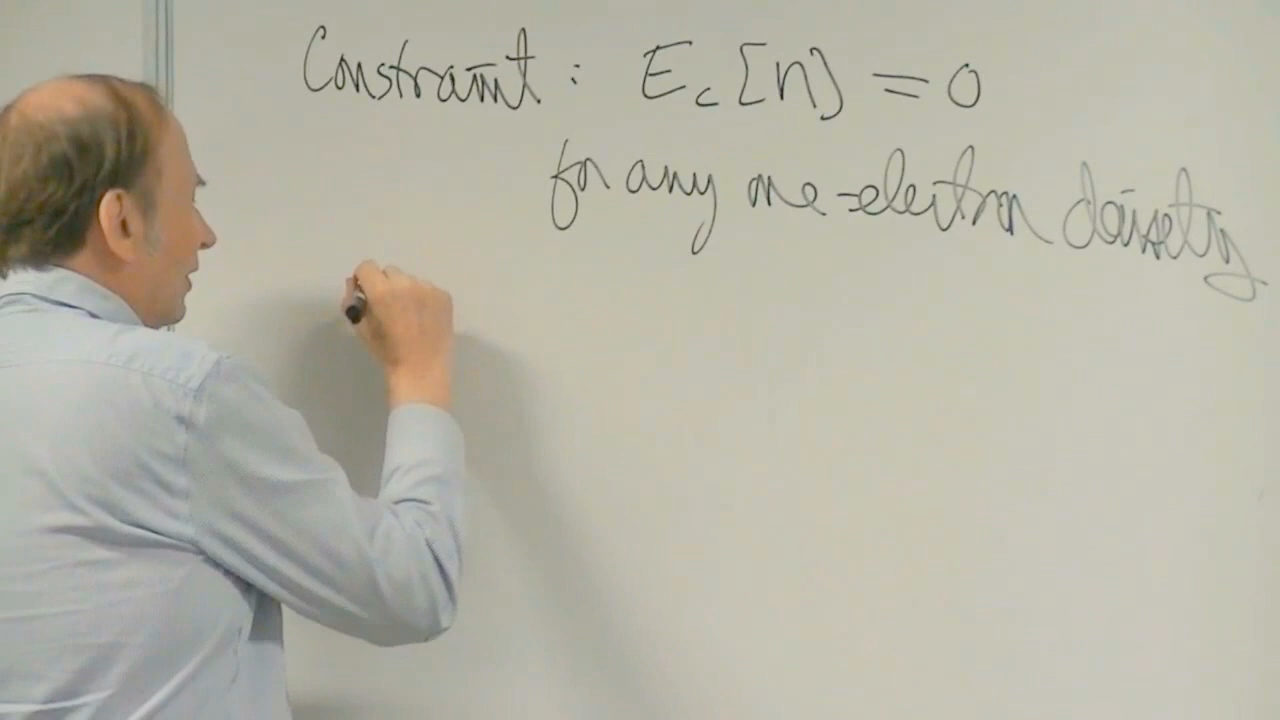 Constraint : E_c [n] = 0
for any one-electron density